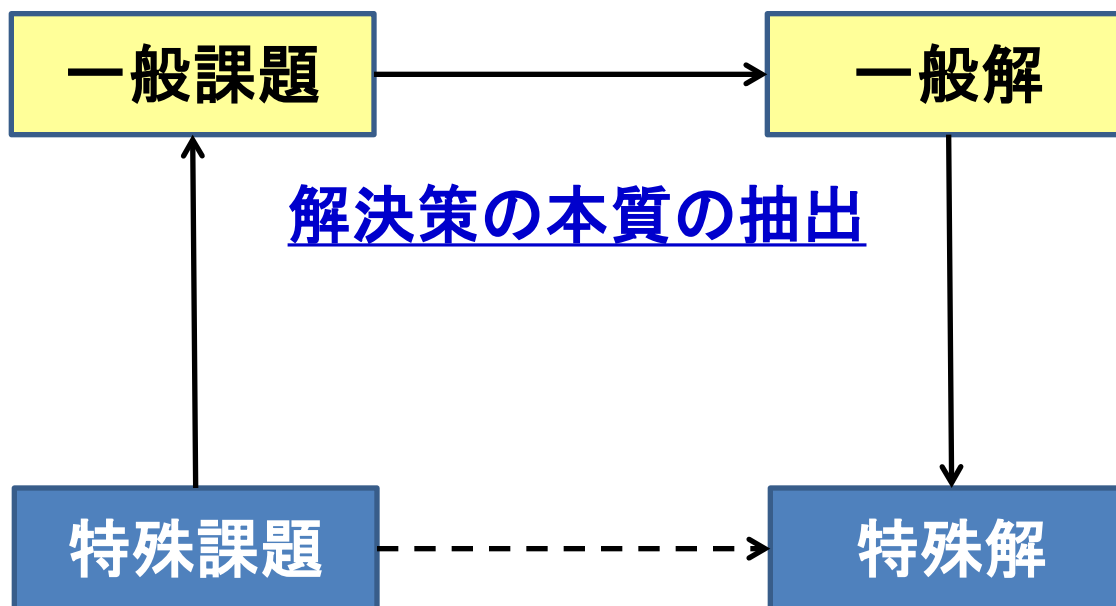 一般課題
一般解
解決策の本質の抽出
特殊課題
特殊解